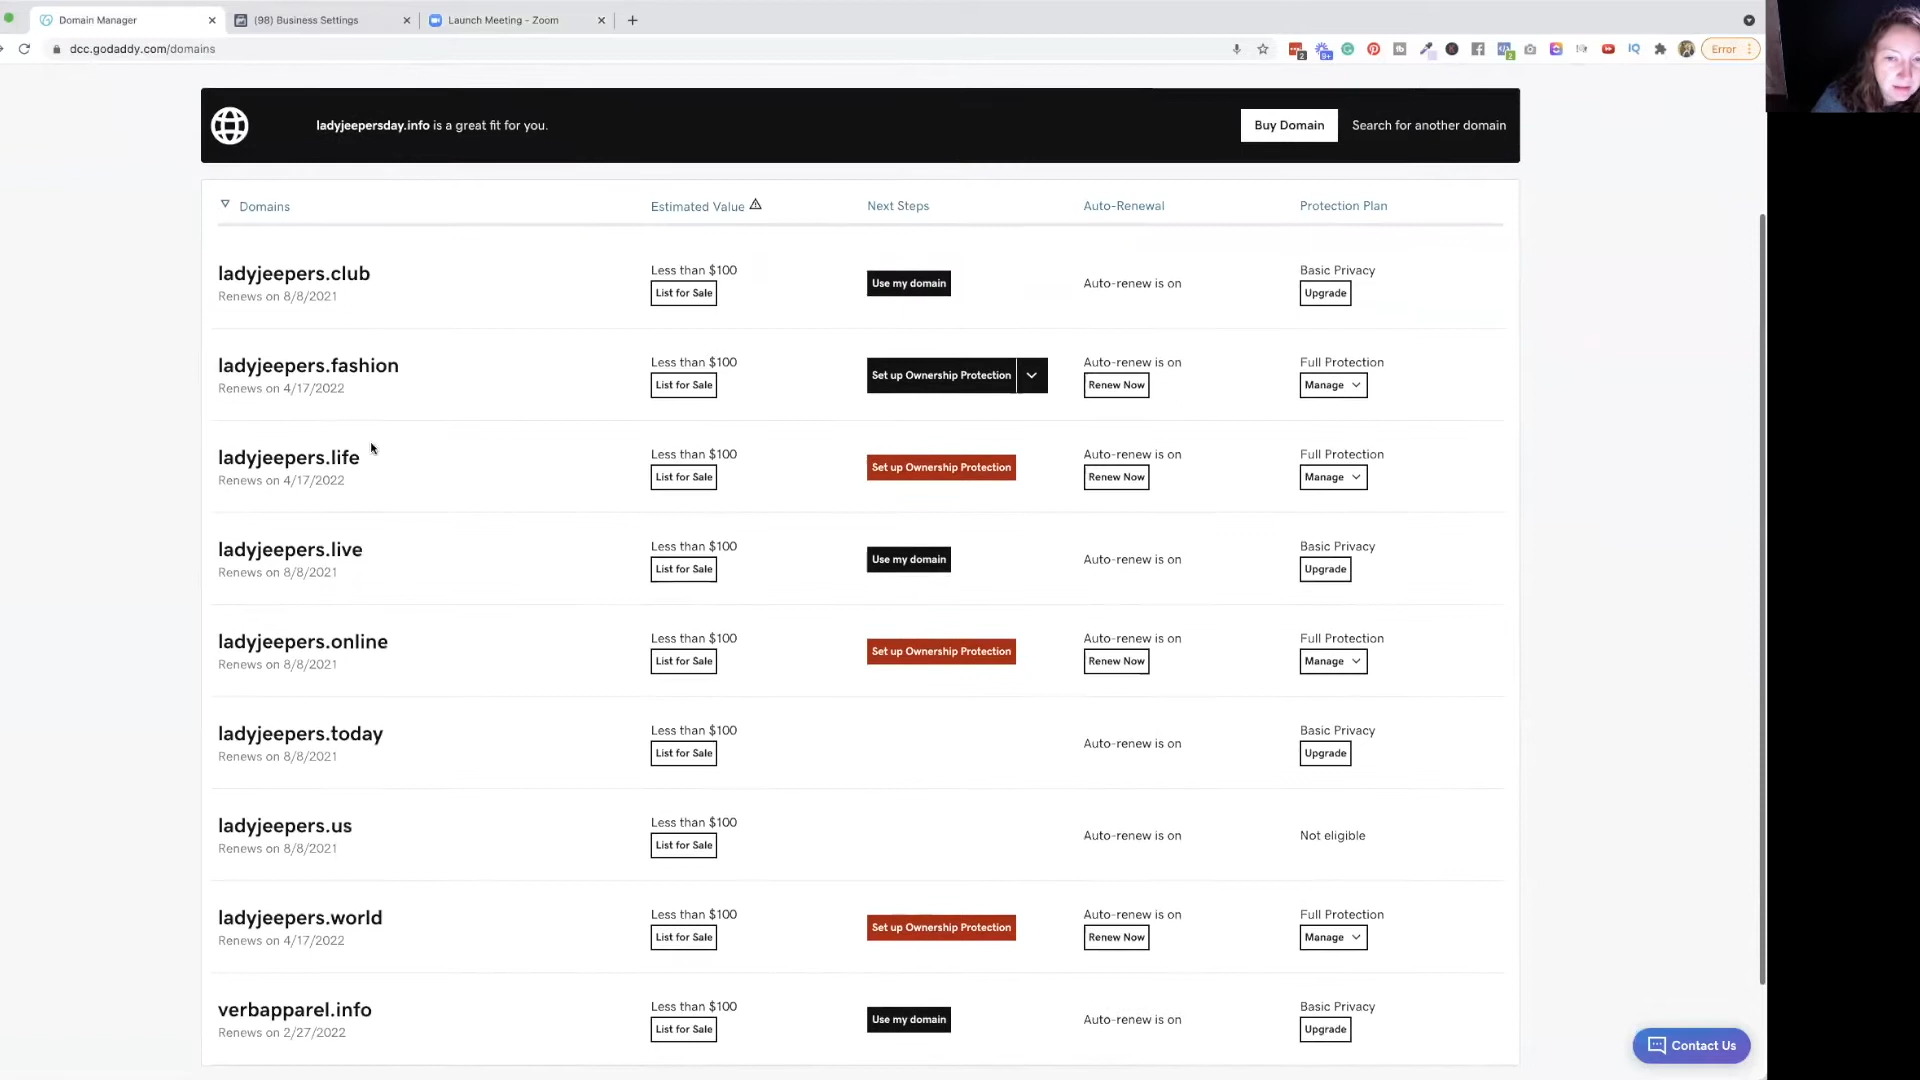 Domain Manager
(98) Business Settings
Launch Meeting - Zoom
dcc.godaddy.com/domains
2
9+
2
IQ
Error
ladyjeepersday.info is a great fit for you.
Buy Domain
Search for another domain
Domains
Estimated Value
Next Steps
Auto-Renewal
Protection Plan
ladyjeepers.club
Renews on 8/8/2021
Less than $100
List for Sale
Use my domain
Auto-renew is on
Basic Privacy
Upgrade
ladyjeepers.fashion
Renews on 4/17/2022
Less than $100
List for Sale
Set up Ownership Protection
Auto-renew is on
Renew Now
Full Protection
Manage
ladyjeepers.life
Renews on 4/17/2022
Less than $100
List for Sale
Set up Ownership Protection
Auto-renew is on
Renew Now
Full Protection
Manage
ladyjeepers.live
Renews on 8/8/2021
Less than $100
List for Sale
Use my domain
Auto-renew is on
Basic Privacy
Upgrade
ladyjeepers.online
Renews on 8/8/2021
Less than $100
List for Sale
Set up Ownership Protection
Auto-renew is on
Renew Now
Full Protection
Manage
ladyjeepers.today
Renews on 8/8/2021
Less than $100
List for Sale
Auto-renew is on
Basic Privacy
Upgrade
ladyjeepers.us
Renews on 8/8/2021
Less than $100
List for Sale
Auto-renew is on
Not eligible
ladyjeepers.world
Renews on 4/17/2022
Less than $100
List for Sale
Set up Ownership Protection
Auto-renew is on
Renew Now
Full Protection
Manage
verbapparel.info
Renews on 2/27/2022
Less than $100
List for Sale
Use my domain
Auto-renew is on
Basic Privacy
Upgrade
Contact Us